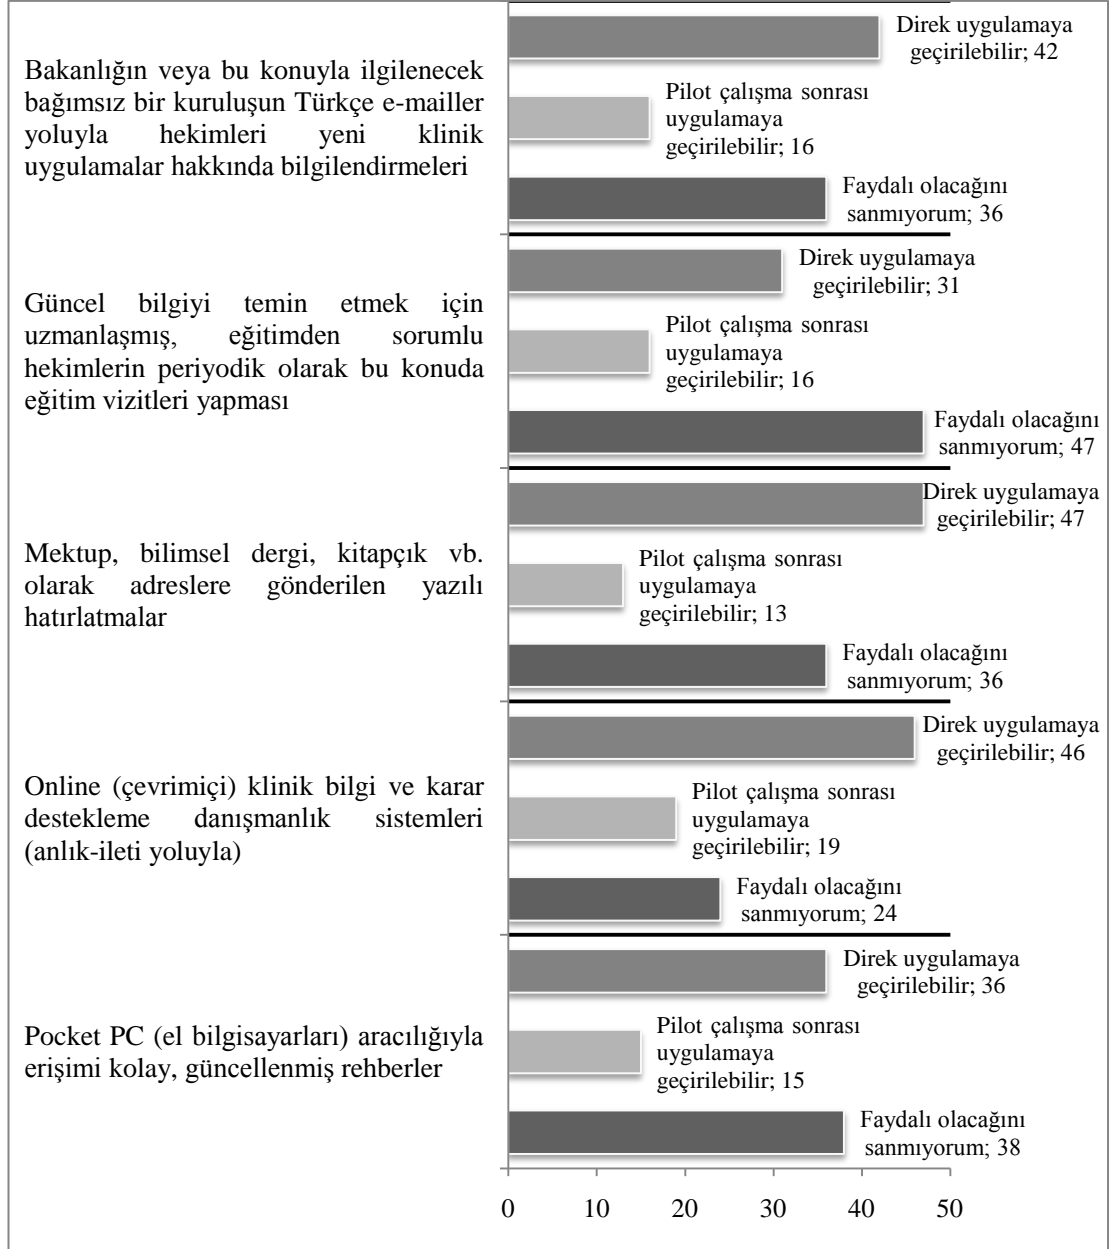 Bakanlığın veya bu konuyla ilgilenecek
bağımsız bir kuruluşun Türkçe e-mailler
yoluyla hekimleri yeni klinik
uygulamalar hakkında bilgilendirmeleri
Direk uygulamaya
geçirilebilir; 42
Pilot çalışma sonrası
uygulamaya
geçirilebilir; 16
Faydalı olacağını
sanmıyorum; 36
Güncel bilgiyi temin etmek için
uzmanlaşmış, eğitimden sorumlu
hekimlerin periyodik olarak bu konuda
eğitim vizitleri yapması
Direk uygulamaya
geçirilebilir; 31
Pilot çalışma sonrası
uygulamaya
geçirilebilir; 16
Faydalı olacağını
sanmıyorum; 47
Mektup, bilimsel dergi, kitapçık vb.
olarak adreslere gönderilen yazılı
hatırlatmalar
Direk uygulamaya
geçirilebilir; 47
Pilot çalışma sonrası
uygulamaya
geçirilebilir; 13
Faydalı olacağını
sanmıyorum; 36
Online (çevrimiçi) klinik bilgi ve karar
destekleme danışmanlık sistemleri
(anlık-ileti yoluyla)
Direk uygulamaya
geçirilebilir; 46
Pilot çalışma sonrası
uygulamaya
geçirilebilir; 19
Faydalı olacağını
sanmıyorum; 24
Pocket PC (el bilgisayarları) aracılığıyla
erişimi kolay, güncellenmiş rehberler
Direk uygulamaya
geçirilebilir; 36
Pilot çalışma sonrası
uygulamaya
geçirilebilir; 15
Faydalı olacağını
sanmıyorum; 38
0 10 20 30 40 50